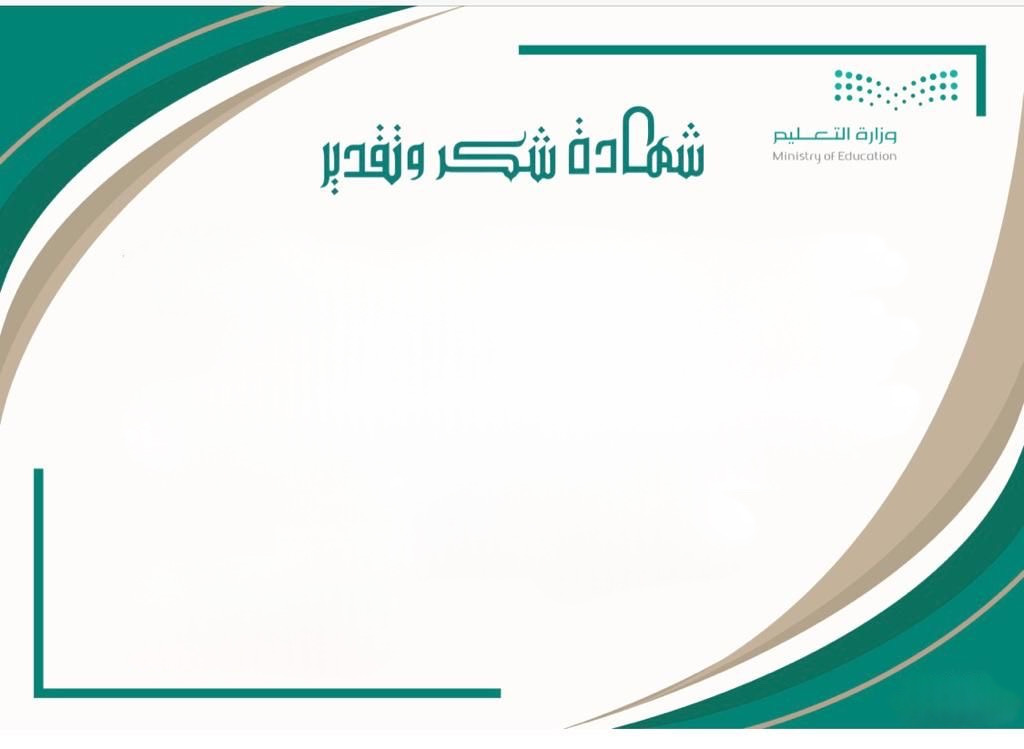 وزارة التعليم
Ministry of Education
شهادة شكر وتقدير